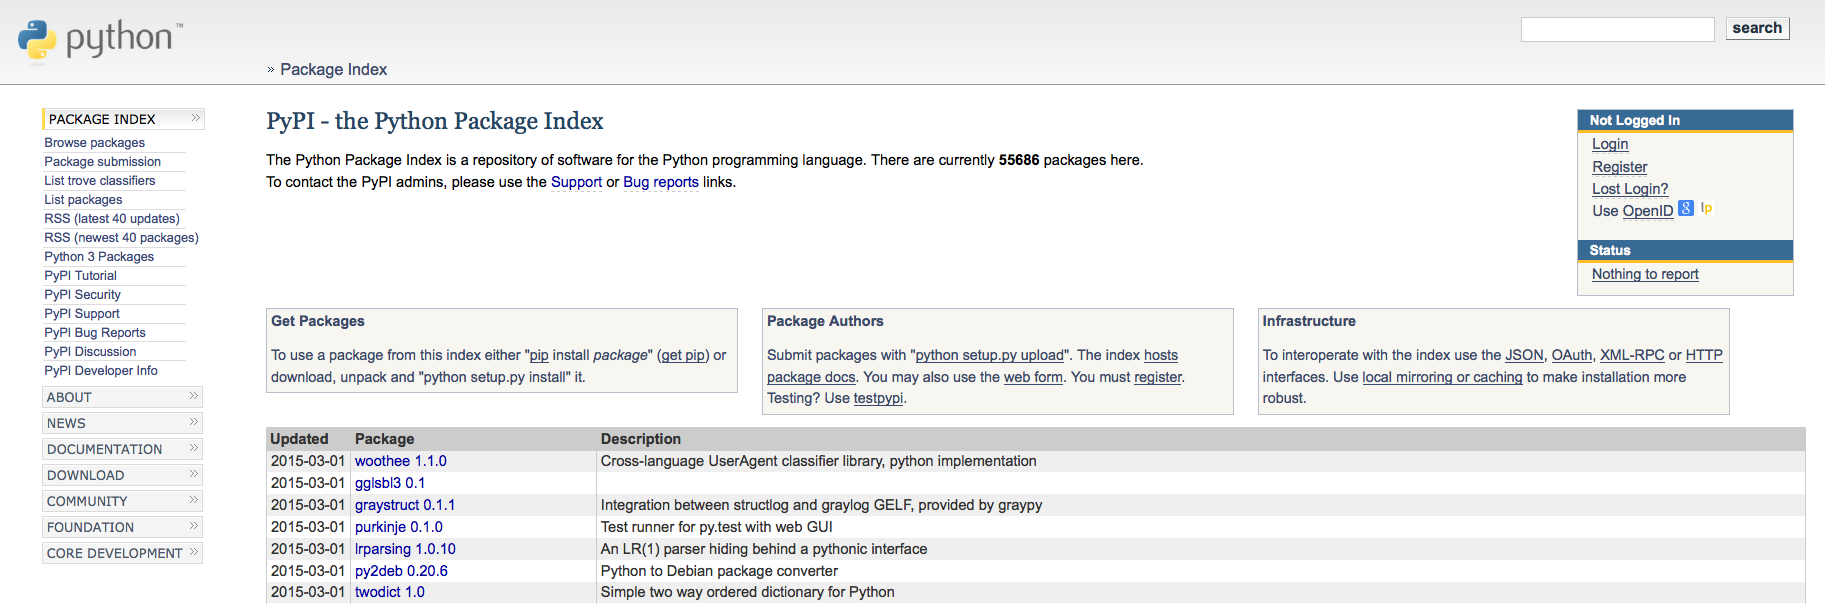 python™
search
» Package Index
PACKAGE INDEX »
Browse packages
Package submission
List trove classifiers
List packages
RSS (latest 40 updates)
RSS (newest 40 packages)
Python 3 Packages
PyPI Tutorial
PyPI Security
PyPI Support
PyPI Bug Reports
PyPI Discussion
PyPI Developer Info
ABOUT »
NEWS »
DOCUMENTATION »
DOWNLOAD »
COMMUNITY »
FOUNDATION »
CORE DEVELOPMENT »
PyPI - the Python Package Index
The Python Package Index is a repository of software for the Python programming language. There are currently 55686 packages here.
To contact the PyPI admins, please use the Support or Bug reports links.
Not Logged In
Login
Register
Lost Login?
Use OpenID 8 lp
Status
Nothing to report
Get Packages
To use a package from this index either "pip install package" (get pip) or
download, unpack and "python setup.py install" it.
Package Authors
Submit packages with "python setup.py upload". The index hosts
package docs. You may also use the web form. You must register.
Testing? Use testpypi.
Infrastructure
To interoperate with the index use the JSON, OAuth, XML-RPC or HTTP
interfaces. Use local mirroring or caching to make installation more
robust.
Updated Package Description
2015-03-01 woothee 1.1.0 Cross-language UserAgent classifier library, python implementation
2015-03-01 gglsbl3 0.1
2015-03-01 graystruct 0.1.1 Integration between structlog and graylog GELF, provided by graypy
2015-03-01 purkinje 0.1.0 Test runner for py.test with web GUI
2015-03-01 lrparsing 1.0.10 An LR(1) parser hiding behind a pythonic interface
2015-03-01 py2deb 0.20.6 Python to Debian package converter
2015-03-01 twodict 1.0 Simple two way ordered dictionary for Python